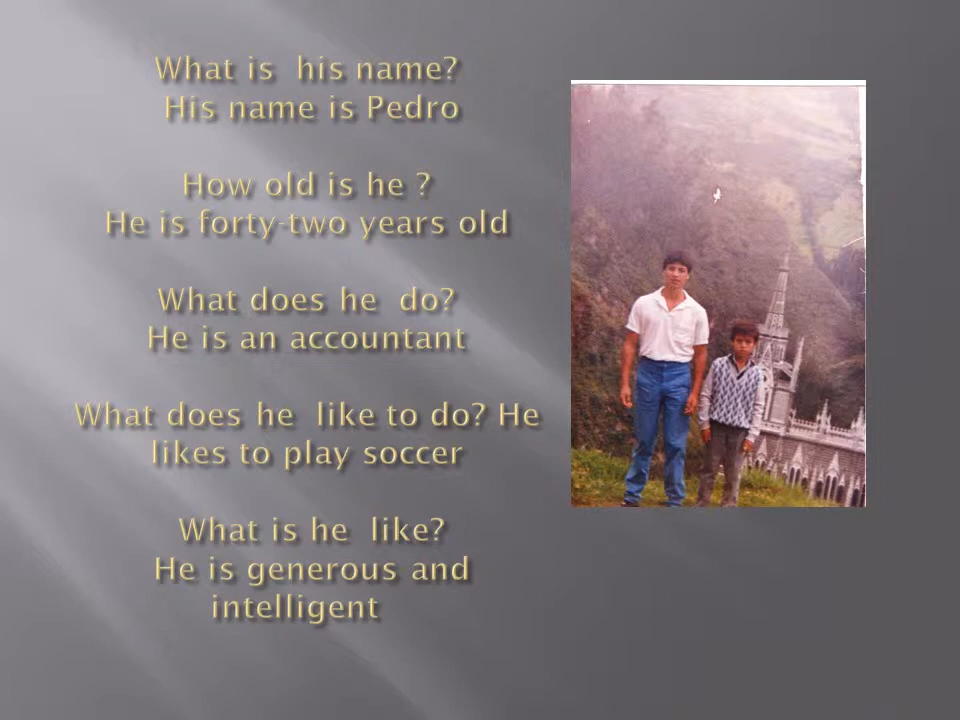 What is  his name?
His name is Pedro
How old is he ?
He is forty-two years old
What does he  do?
He is an accountant
What does he  like to do? He
likes to play soccer
What is he  like?
He is generous and
intelligent